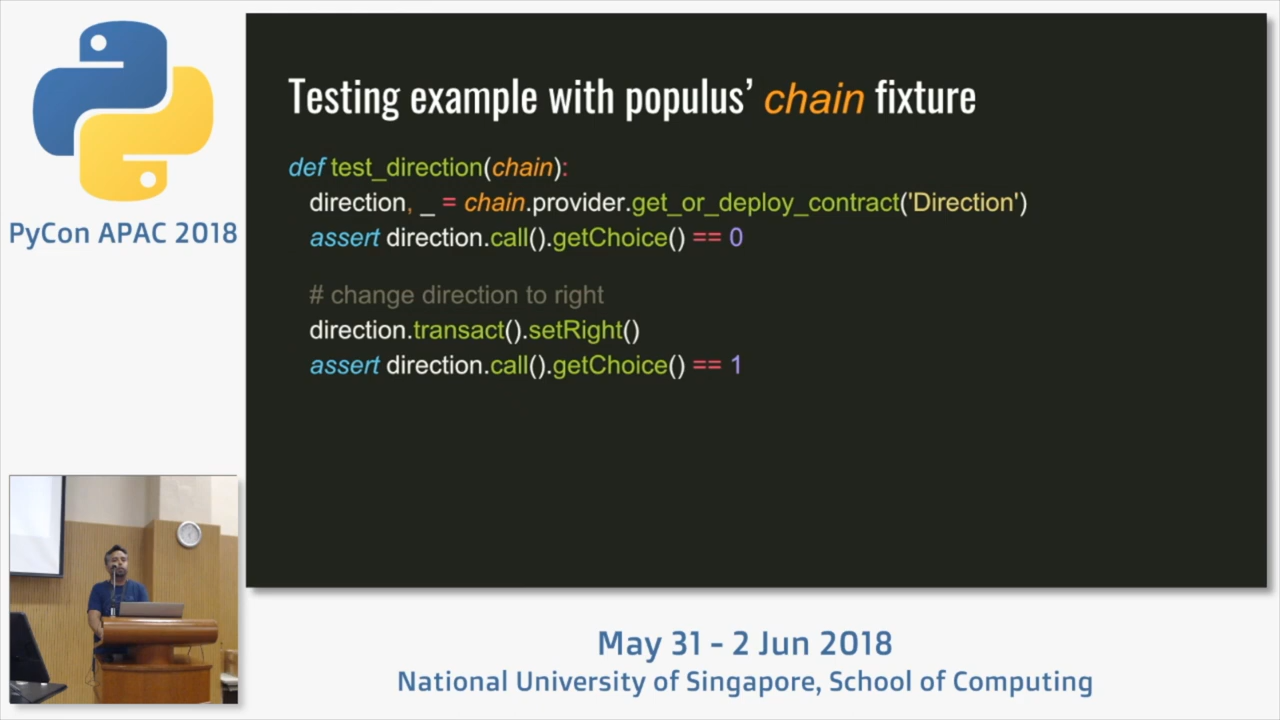 PyCon APAC 2018
Testing example with populus’ chain fixture
def test_direction(chain):
direction, _ = chain.provider.get_or_deploy_contract('Direction')
assert direction.call().getChoice() == 0
# change direction to right
direction.transact().setRight()
assert direction.call().getChoice() == 1
May 31 - 2 Jun 2018
National University of Singapore, School of Computing